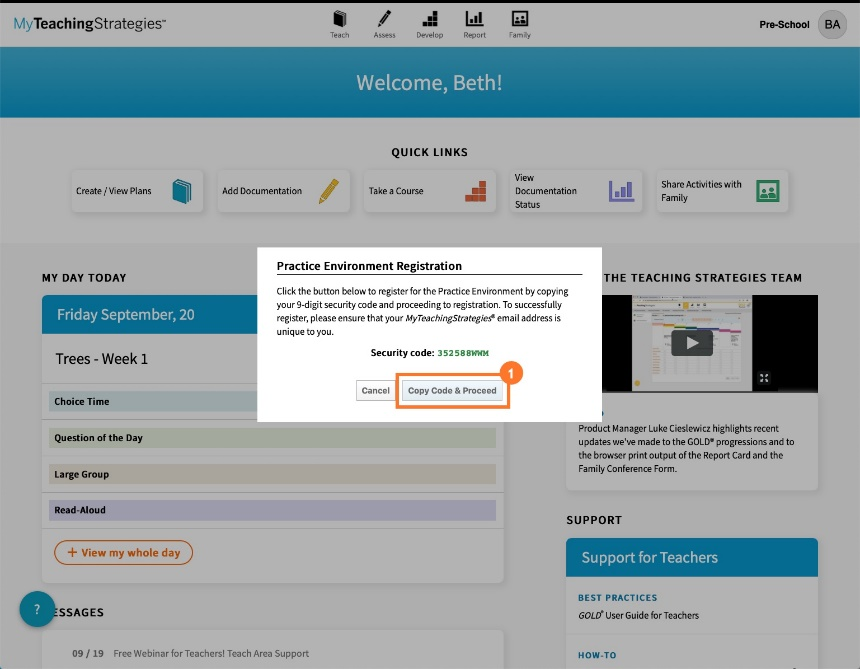 MyTeachingStrategies™
Teach
Assess
Develop
Report
Family
Pre-School
BA
Welcome, Beth!
QUICK LINKS
Create / View Plans
Add Documentation
Take a Course
View
Documentation
Status
Share Activities with
Family
Practice Environment Registration
Click the button below to register for the Practice Environment by copying
your 9-digit security code and proceeding to registration. To successfully
register, please ensure that your MyTeachingStrategies® email address is
unique to you.
Security code: 352588WWM
1
Cancel
Copy Code & Proceed
MY DAY TODAY
Friday September, 20
Trees - Week 1
Choice Time
Question of the Day
Large Group
Read-Aloud
+ View my whole day
ESSAGES
09 / 19 Free Webinar for Teachers! Teach Area Support
?
THE TEACHING STRATEGIES TEAM
Product Manager Luke Cieslewicz highlights recent
updates we've made to the GOLD® progressions and to
the browser print output of the Report Card and the
Family Conference Form.
SUPPORT
Support for Teachers
BEST PRACTICES
GOLD® User Guide for Teachers
HOW-TO